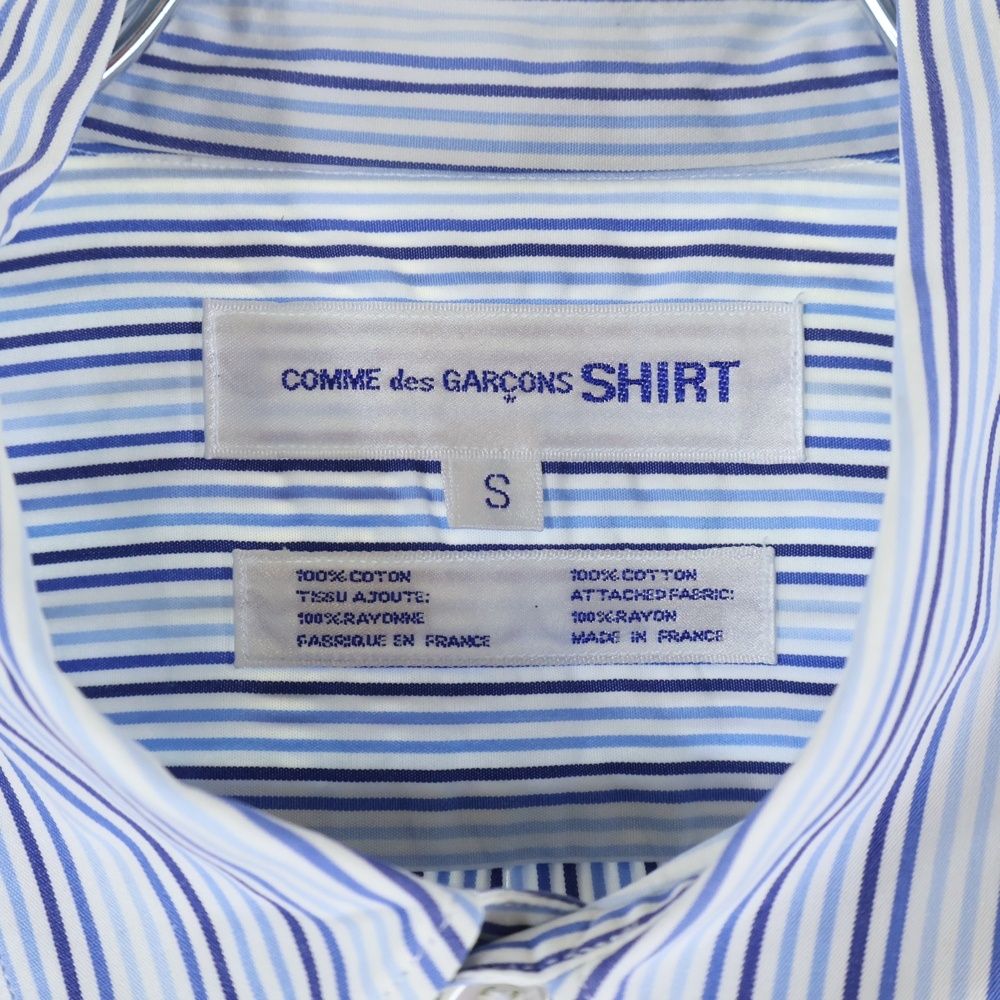 COMME des GARÇONS SHIRT
S
100% COTON
TISSU AJOUTE:
100% RAYONNE
FABRIQUE EN FRANCE
100% COTTON
ATTACHED FABRIC:
100% RAYON
MADE IN FRANCE